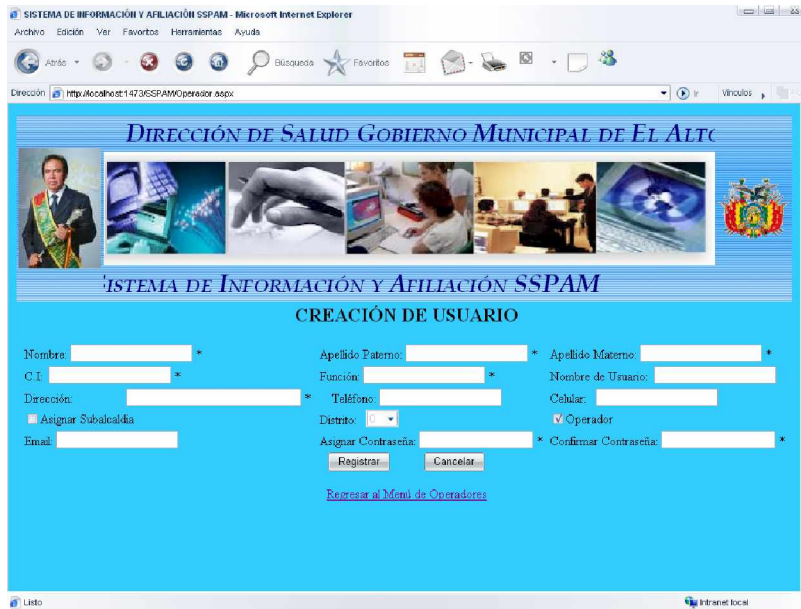 SISTEMA DE INFORMACIÓN Y AFILIACIÓN SSPAM - Microsoft Internet Explorer
Archivo Edición Ver Favoritos Herramientas Ayuda
Atrás Búsqueda Favoritos
Dirección http://localhost:1473/SSPAM/Operador.aspx Ir Vínculos
DIRECCIÓN DE SALUD GOBIERNO MUNICIPAL DE EL ALTO
SISTEMA DE INFORMACIÓN Y AFILIACIÓN SSPAM
CREACIÓN DE USUARIO
Nombre: * Apellido Paterno: * Apellido Materno: *
C.I: * Función: * Nombre de Usuario:
Dirección: * Teléfono: Celular:
Asignar Subalcaldia Distrito: 0 Operador
Email: Asignar Contraseña: * Confirmar Contraseña: *
Registrar Cancelar
Regresar al Menú de Operadores
Listo Intranet local